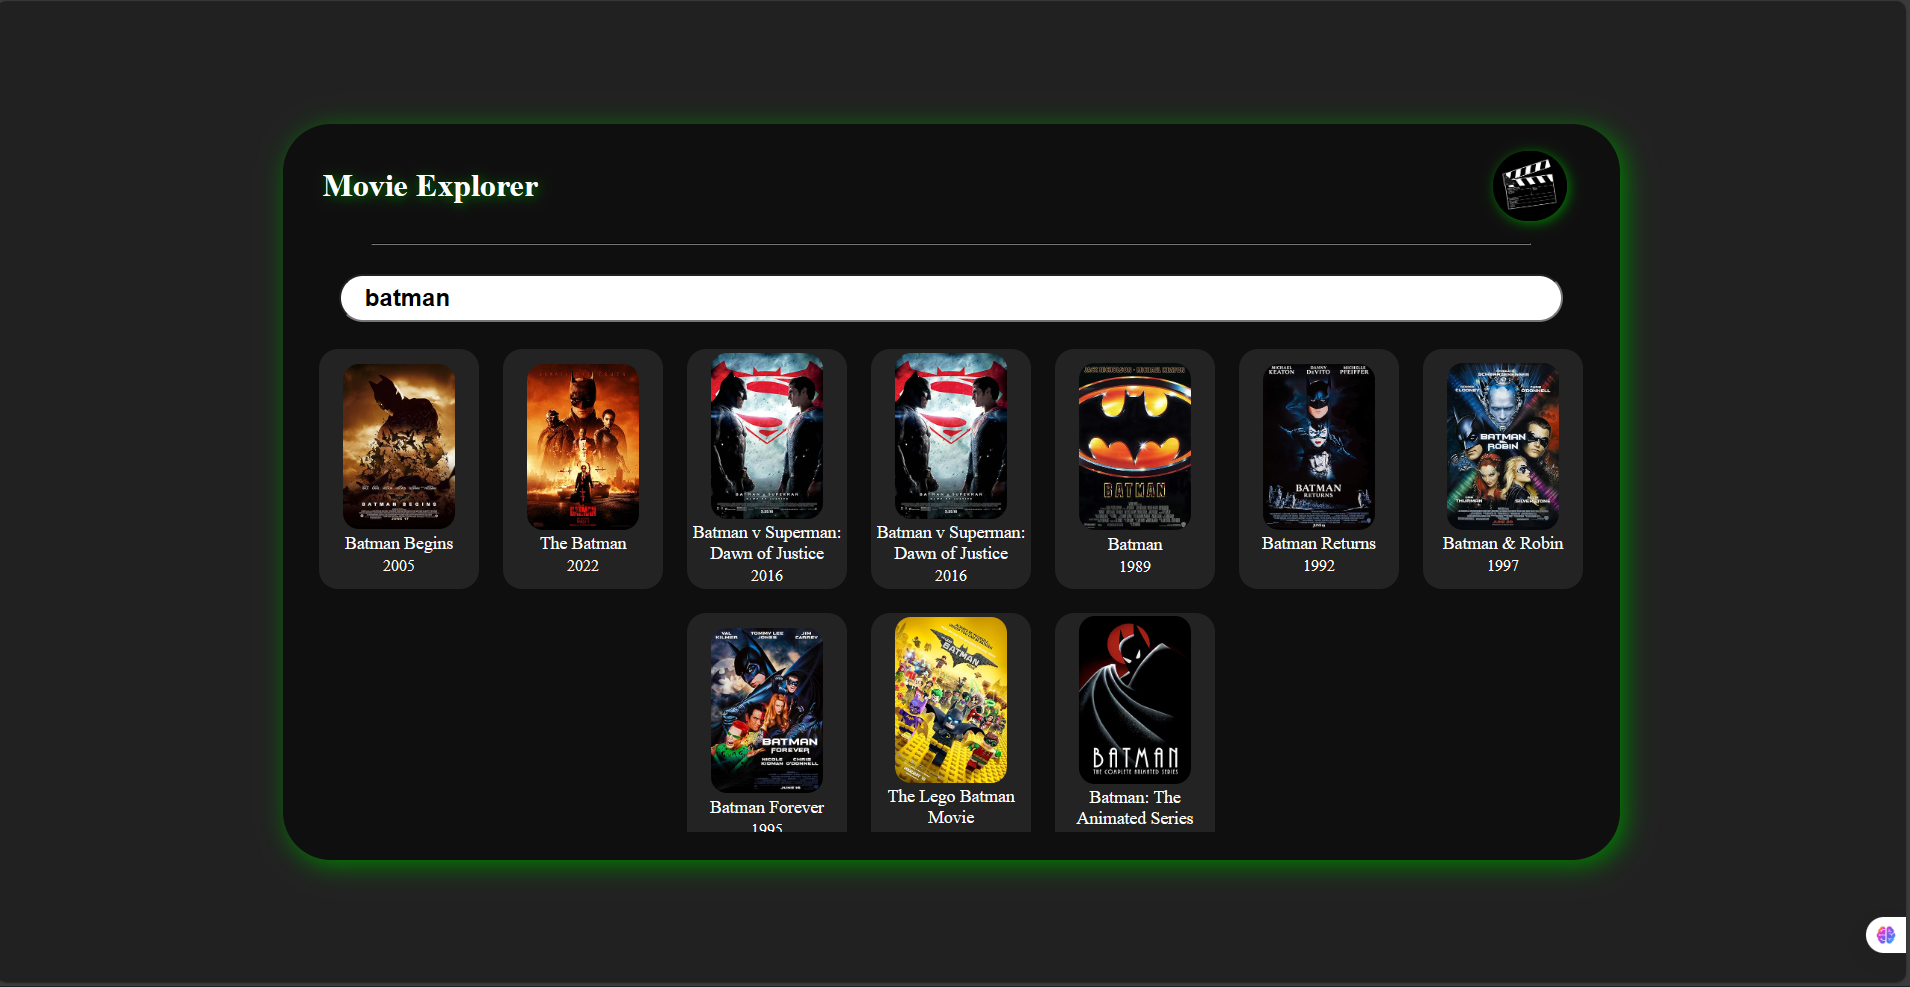 Movie Explorer
batman
BATMAN BEGINS
Batman Begins
2005
The Batman
2022
BATMAN v SUPERMAN
Batman v Superman:
Dawn of Justice
2016
BATMAN v SUPERMAN
Batman v Superman:
Dawn of Justice
2016
JACK NICHOLSON MICHAEL KEATON
BATMAN
Batman
1989
MICHAEL KEATON DANNY DEVITO MICHELLE PFEIFFER
BATMAN
RETURNS
Batman Returns
1992
BATMAN
ROBIN
Batman & Robin
1997
VAL KILMER TOMMY LEE JONES JIM CARREY
BATMAN
FOREVER
NICOLE KIDMAN CHRIS O'DONNELL
Batman Forever
1995
BATMAN
The Lego Batman
Movie
BATMAN
THE COMPLETE ANIMATED SERIES
Batman: The
Animated Series